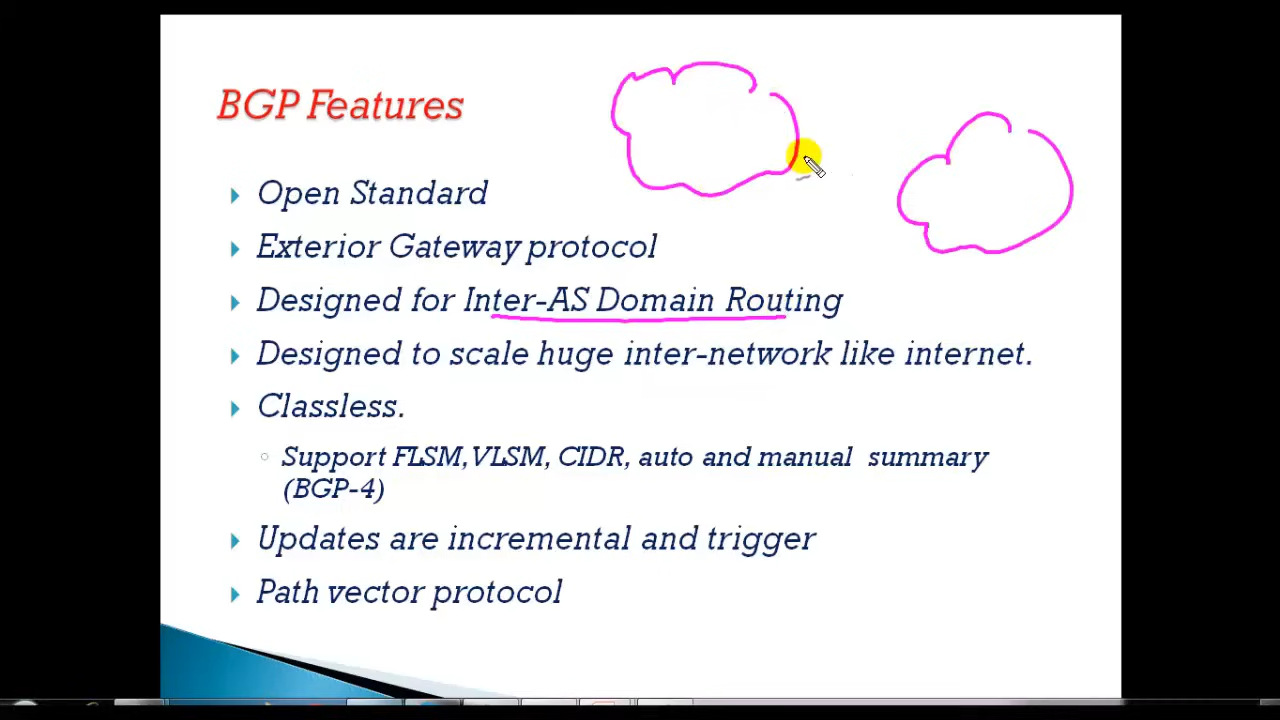 BGP Features
Open Standard
Exterior Gateway protocol
Designed for Inter-AS Domain Routing
Designed to scale huge inter-network like internet.
Classless.
Support FLSM,VLSM, CIDR, auto and manual summary
(BGP-4)
Updates are incremental and trigger
Path vector protocol